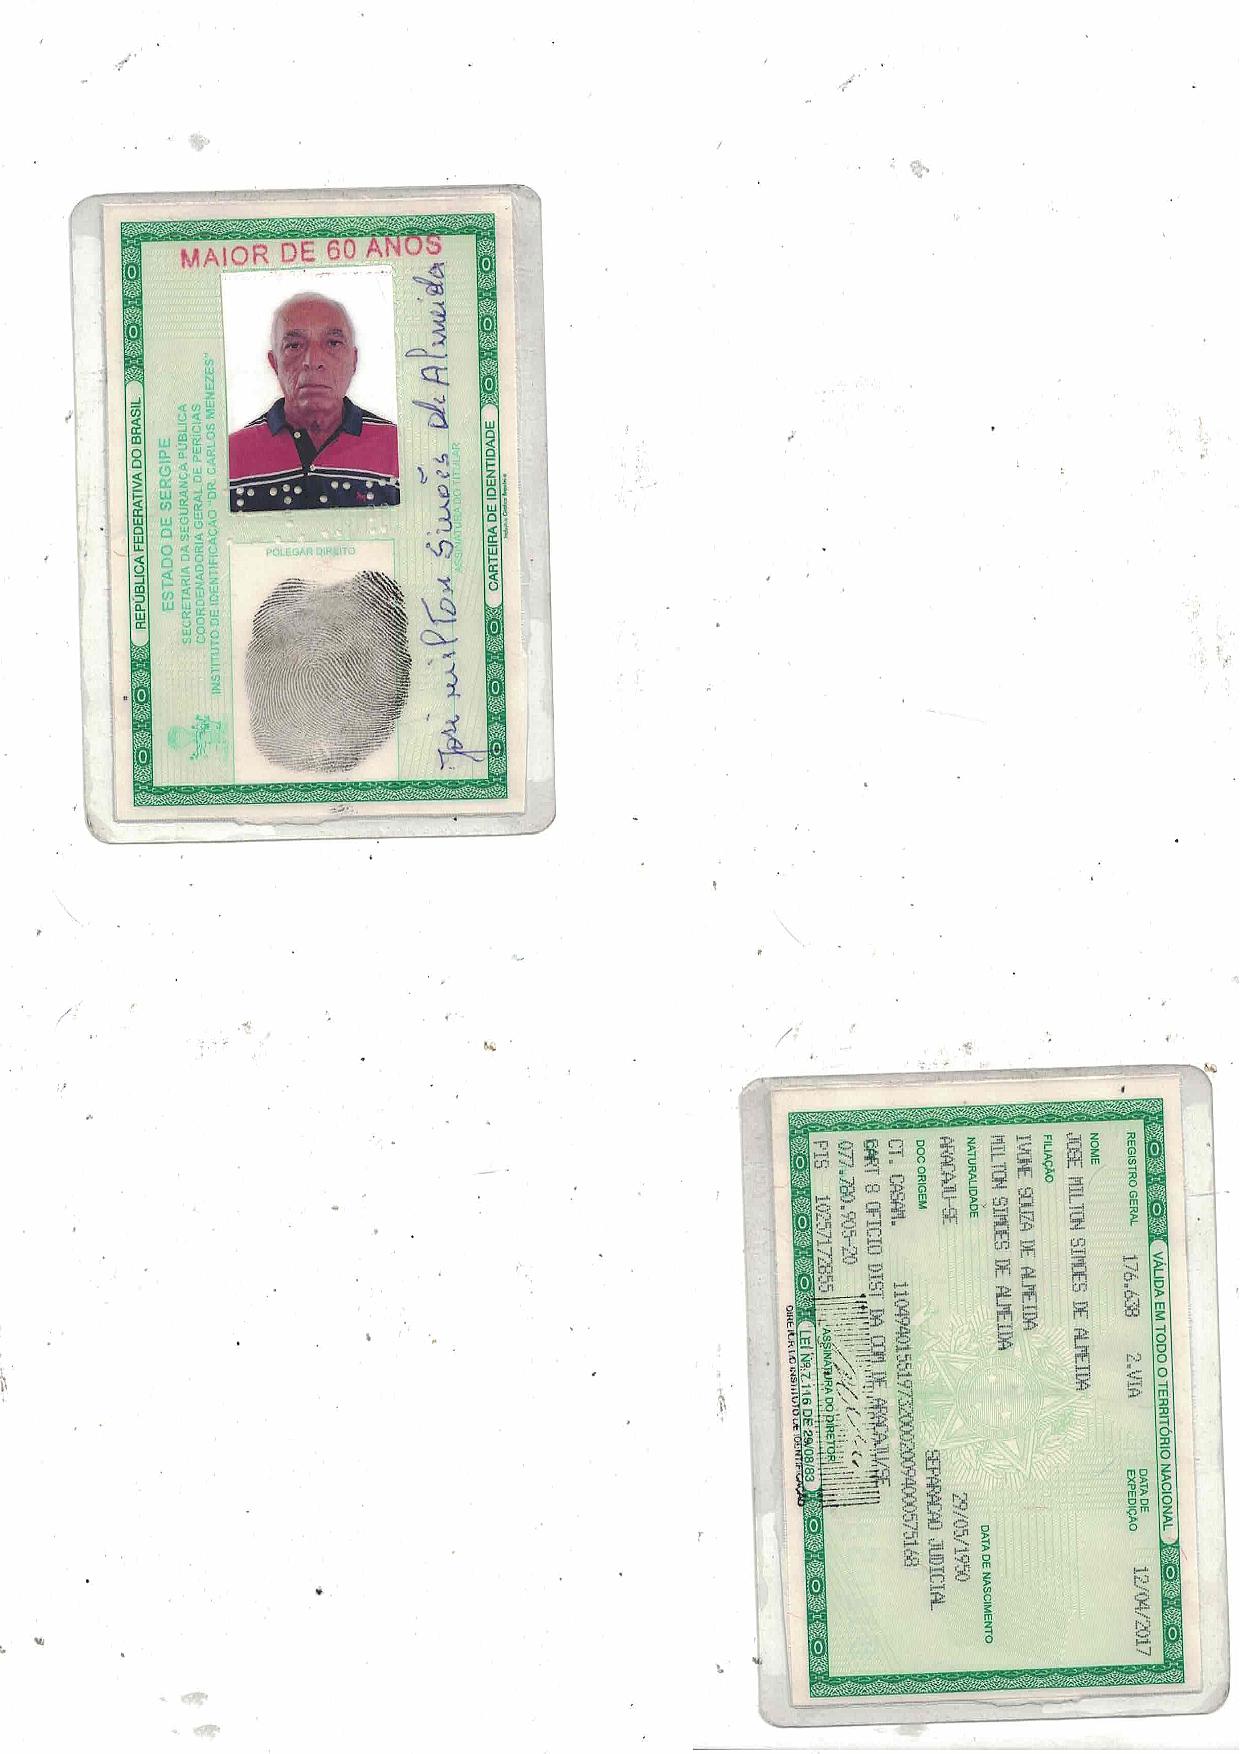 MAIOR DE 60 ANOS
REPÚBLICA FEDERATIVA DO BRASIL
ESTADO DE SERGIPE
SECRETARIA DA SEGURANÇA PÚBLICA
COORDENADORIA GERAL DE PERÍCIAS
INSTITUTO DE IDENTIFICAÇÃO "DR. CARLOS MENEZES"
POLEGAR DIREITO
José Milton Simões de Almeida
ASSINATURA DO TITULAR
CARTEIRA DE IDENTIDADE
VÁLIDA EM TODO O TERRITÓRIO NACIONAL
REGISTRO GERAL 176.638 2.VIA DATA DE EXPEDIÇÃO 12/04/2017
NOME
JOSE MILTON SIMOES DE ALMEIDA
FILIAÇÃO
IVONE SOUZA DE ALMEIDA
MILTON SIMOES DE ALMEIDA
NATURALIDADE DATA DE NASCIMENTO
ARACAJU-SE 29/05/1950
DOC ORIGEM SEPARACAO JUDICIAL
CT. CASAM. 11049401551973200020094000575168
CART 8 OFICIO DIST DA COM DE ARACAJU/SE
077.780.905-20
PIS 10257172855
ASSINATURA DO DIRETOR
LEI Nº 7.116 DE 29/08/83
DIRETOR DO INSTITUTO DE IDENTIFICAÇÃO